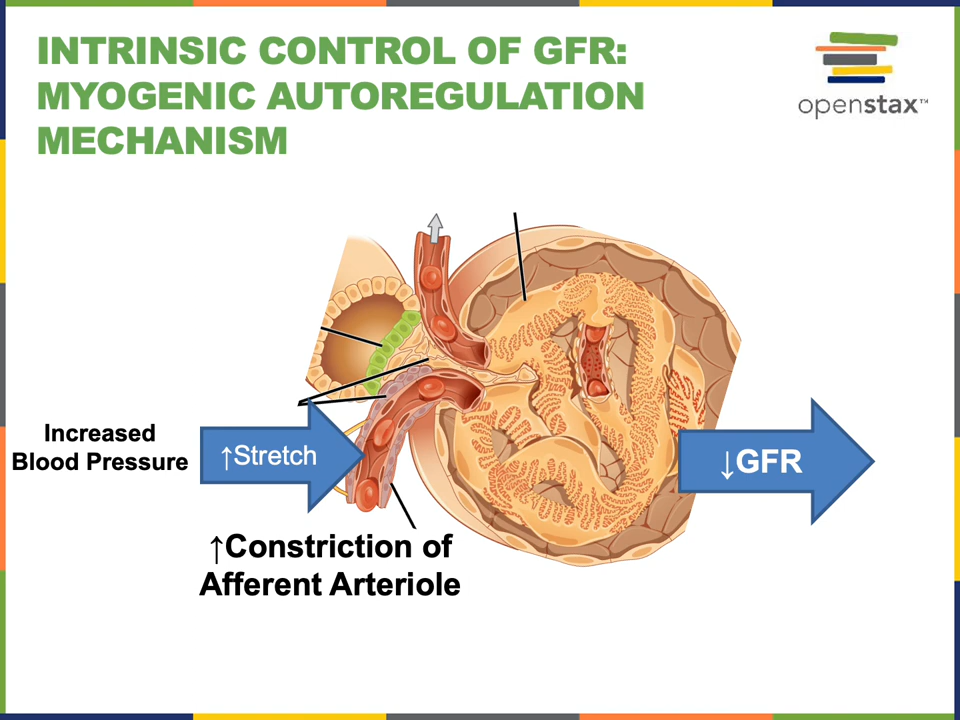 INTRINSIC CONTROL OF GFR:
MYOGENIC AUTOREGULATION
MECHANISM
openstax™
Increased
Blood Pressure
↑Stretch
↓GFR
↑Constriction of
Afferent Arteriole